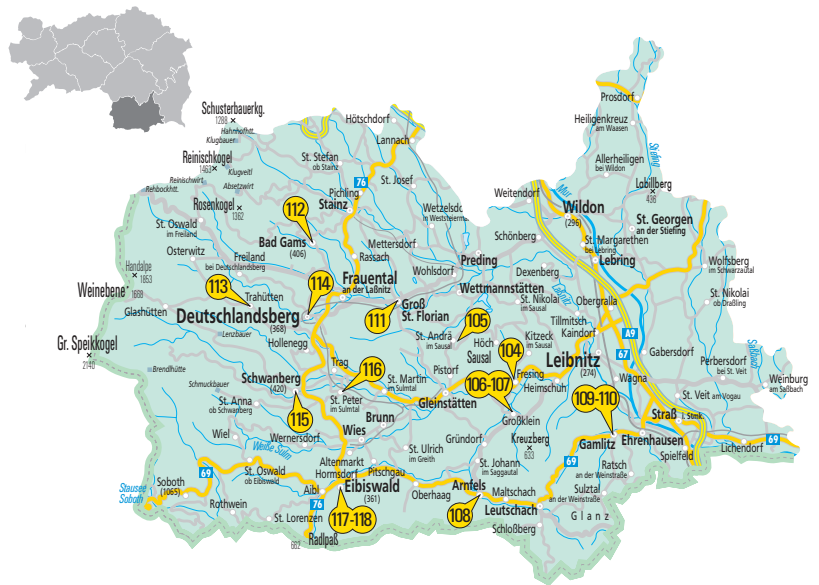 Schusterbauerkg.
1288
Hahnhofhtt.
Klugbauer
Reinischkogel
1463
Klugveitl
Reinischwirt
Absetzwirt
Rehbockhtt.
Rosenkogel
1362
St. Oswald
im Freiland
Osterwitz
Freiland
bei Deutschlandsberg
Handalpe
1853
Weinebene
1668
Glashütten
Gr. Speikkogel
2140
Hötschdorf
Lannach
St. Stefan
ob Stainz
76
St. Josef
Pichling
Stainz
112
Bad Gams
(406)
Wetzelsdc
in Weststeierma
Mettersdorf
Rassach
Wohlsdorf
Preding
Frauental
an der Laßnitz
113
Trahütten
114
Deutschlandsberg
(368)
Lenzbauer
Hollenegg
111
Groß
St. Florian
Wettmannstätten
105
St. Andrä
im Sausal
Höch
Sausal
Prosdorf
Heiligenkreuz
am Waasen
Stiefing
Allerheiligen
bei Wildon
Labillberg
436
Weitendorf
Mur
Wildon
(296)
St. Georgen
an der Stiefing
Schönberg
St. Margarethen
bei Lebring
Lebring
Wolfsberg
im Schwarzautal
Dexenberg
Laßnitz
St. Nikolai
im Sausal
Obergralla
St. Nikolai
ob Draßling
Tillmitsch
Kaindorf
A9
67
Kitzeck
im Sausal
104
Leibnitz
(274)
Gabersdorf
Saßbach
Perbersdorf
bei St. Veit
Weinburg
am Saßbach
Brendlhütte
Schmuckbauer
Schwanberg
(420)
Trag
116
St. Martin
im Sulmtal
Pistorf
Fresing
106-107
Heimschuh
Wagna
St. Veit am Vogau
St. Anna
ob Schwanberg
115
St. Peter
im Sulmtal
Gleinstätten
Großklein
109-110
Straß
i. Stmk.
Wiel
Wernersdorf
Brunn
Wies
Weiße Sulm
Gründorf
Kreuzberg
633
Gamlitz
Ehrenhausen
69
Spielfeld
Lichendorf
St. Ulrich
im Greith
Altenmarkt
Hormsdorf
Pitschgau
St. Johann
im Saggautal
69
Ratsch
an der Weinstraße
Stausee
Soboth
Soboth
(1065)
69
St. Oswald
ob Eibiswald
Aibl
Eibiswald
(361)
Oberhaag
Arnfels
Maltschach
Sulztal
an der Weinstraße
Rothwein
St. Lorenzen
76
117-118
108
Leutschach
Glanz
Schloßberg
662
Radlpaß